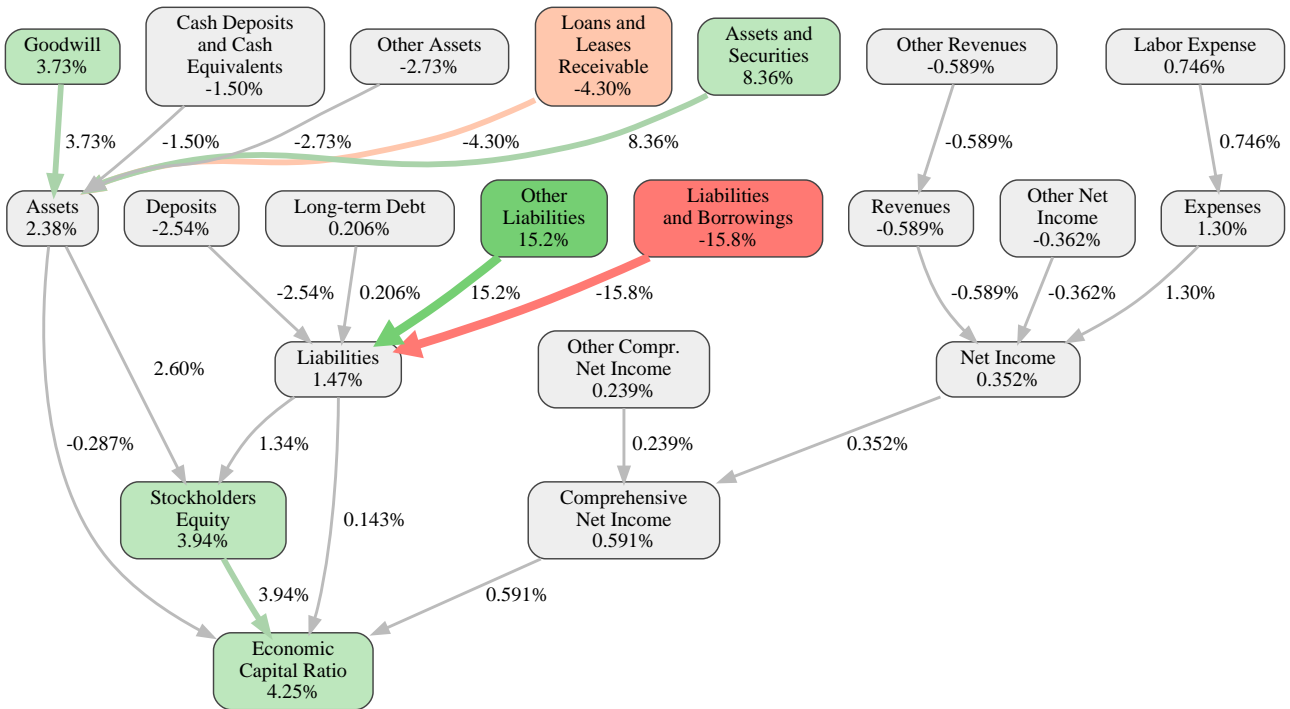 Goodwill
3.73%
Cash Deposits
and Cash
Equivalents
-1.50%
Other Assets
-2.73%
Loans and
Leases
Receivable
-4.30%
Assets and
Securities
8.36%
Other Revenues
-0.589%
Labor Expense
0.746%
3.73%
-1.50%
-2.73%
-4.30%
8.36%
-0.589%
0.746%
Assets
2.38%
Deposits
-2.54%
Long-term Debt
0.206%
Other
Liabilities
15.2%
Liabilities
and Borrowings
-15.8%
Revenues
-0.589%
Other Net
Income
-0.362%
Expenses
1.30%
-2.54%
0.206%
15.2%
-15.8%
-0.589%
-0.362%
1.30%
2.60%
Liabilities
1.47%
Other Compr.
Net Income
0.239%
Net Income
0.352%
-0.287%
1.34%
0.239%
0.352%
Stockholders
Equity
3.94%
0.143%
Comprehensive
Net Income
0.591%
3.94%
0.591%
Economic
Capital Ratio
4.25%